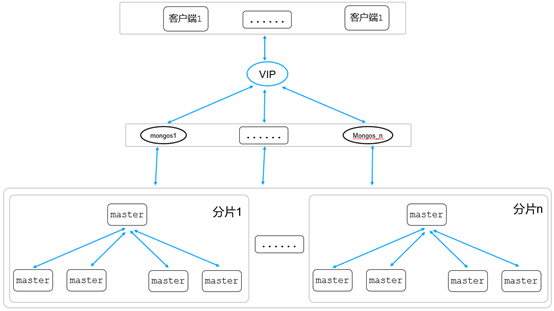 客户端1
......
客户端1
VIP
mongos1
......
Mongos_n
分片1
master
......
分片n
master
master
master
master
master
master
master
master
master